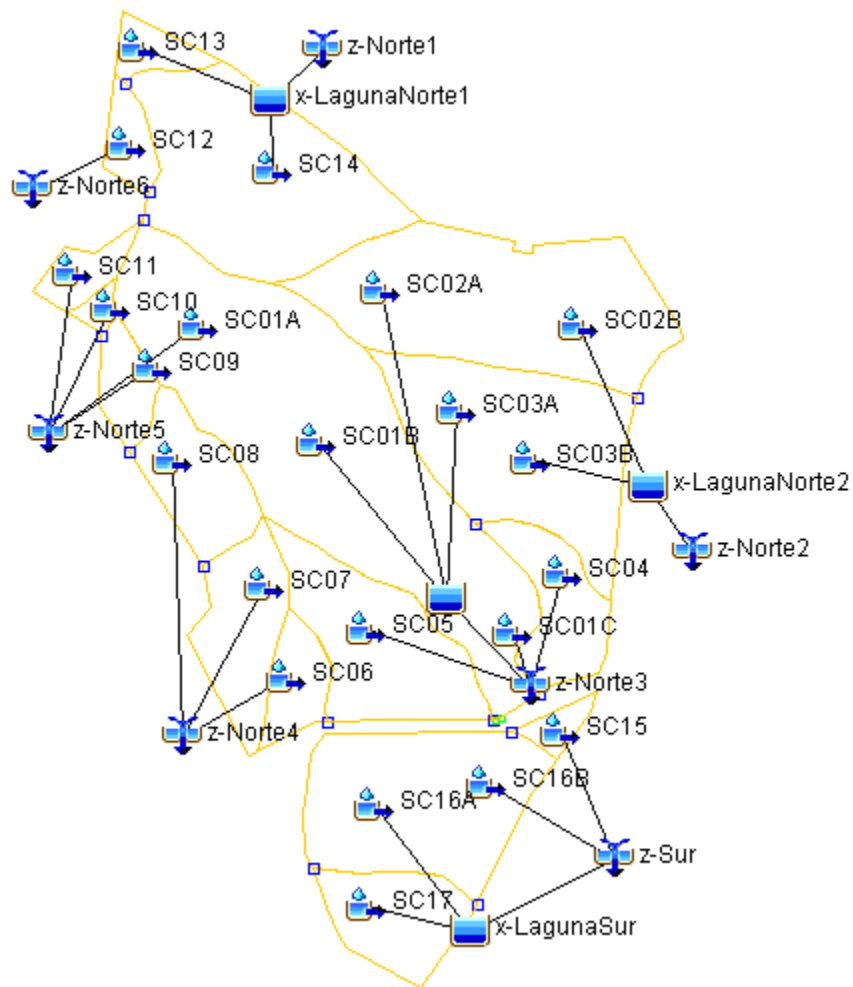 SC13
z-Norte1
x-LagunaNorte1
SC12
SC14
z-Norte6
SC11
SC02A
SC10
SC01A
SC02B
SC09
SC03A
z-Norte5
SC01B
SC08
SC03B
x-LagunaNorte2
z-Norte2
SC07
SC04
SC05
SC01C
SC06
z-Norte3
z-Norte4
SC15
SC16B
SC16A
z-Sur
SC17
x-LagunaSur